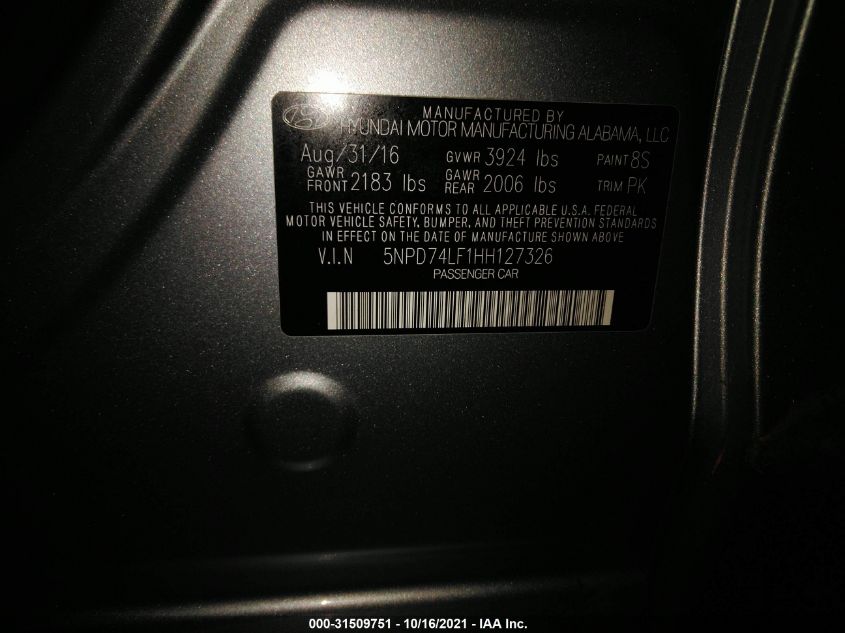 MANUFACTURED BY
HYUNDAI MOTOR MANUFACTURING ALABAMA, LLC
Aug/31/16 GVWR 3924 lbs PAINT 8S
GAWR FRONT 2183 lbs GAWR REAR 2006 lbs TRIM PK
THIS VEHICLE CONFORMS TO ALL APPLICABLE U.S.A. FEDERAL
MOTOR VEHICLE SAFETY, BUMPER, AND THEFT PREVENTION STANDARDS
IN EFFECT ON THE DATE OF MANUFACTURE SHOWN ABOVE
V.I.N 5NPD74LF1HH127326
PASSENGER CAR
000-31509751 - 10/16/2021 - IAA Inc.